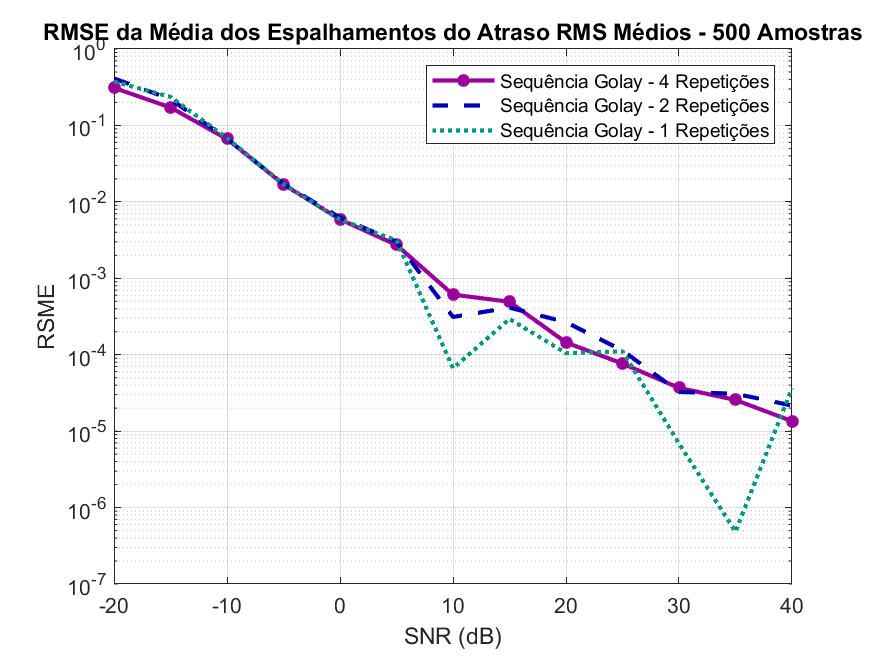 RMSE da Média dos Espalhamentos do Atraso RMS Médios - 500 Amostras
Sequência Golay - 4 Repetições
Sequência Golay - 2 Repetições
Sequência Golay - 1 Repetições
10^0
10^-1
10^-2
10^-3
10^-4
10^-5
10^-6
10^-7
RSME
-20 -10 0 10 20 30 40
SNR (dB)